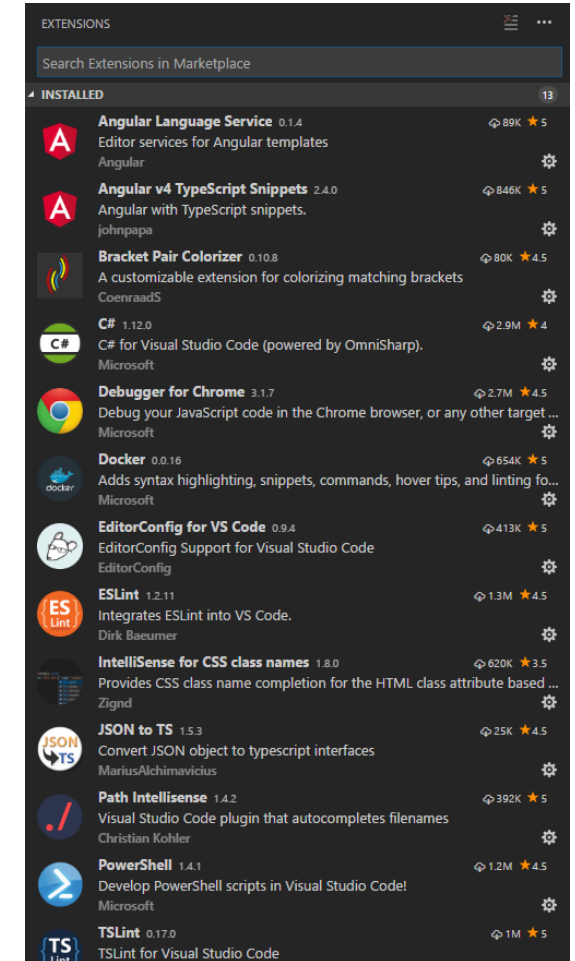 EXTENSIONS
Search Extensions in Marketplace
INSTALLED 13
Angular Language Service 0.1.4 89K 5
Editor services for Angular templates
Angular
Angular v4 TypeScript Snippets 2.4.0 846K 5
Angular with TypeScript snippets.
johnpapa
Bracket Pair Colorizer 0.10.8 80K 4.5
A customizable extension for colorizing matching brackets
CoenraadS
C# 1.12.0 2.9M 4
C# C# for Visual Studio Code (powered by OmniSharp).
Microsoft
Debugger for Chrome 3.1.7 2.7M 4.5
Debug your JavaScript code in the Chrome browser, or any other target ...
Microsoft
Docker 0.0.16 654K 5
Adds syntax highlighting, snippets, commands, hover tips, and linting fo...
docker
Microsoft
EditorConfig for VS Code 0.9.4 413K 5
EditorConfig Support for Visual Studio Code
EditorConfig
ESLint 1.2.11 1.3M 4.5
ES Lint
Integrates ESLint into VS Code.
Dirk Baeumer
IntelliSense for CSS class names 1.8.0 620K 3.5
Provides CSS class name completion for the HTML class attribute based ...
Zignd
JSON to TS 1.5.3 25K 4.5
JSON TS
Convert JSON object to typescript interfaces
MariusAlchimavicius
Path Intellisense 1.4.2 392K 5
Visual Studio Code plugin that autocompletes filenames
Christian Kohler
PowerShell 1.4.1 1.2M 4.5
Develop PowerShell scripts in Visual Studio Code!
Microsoft
TSLint 0.17.0 1M 5
{TS} Lint
TSLint for Visual Studio Code